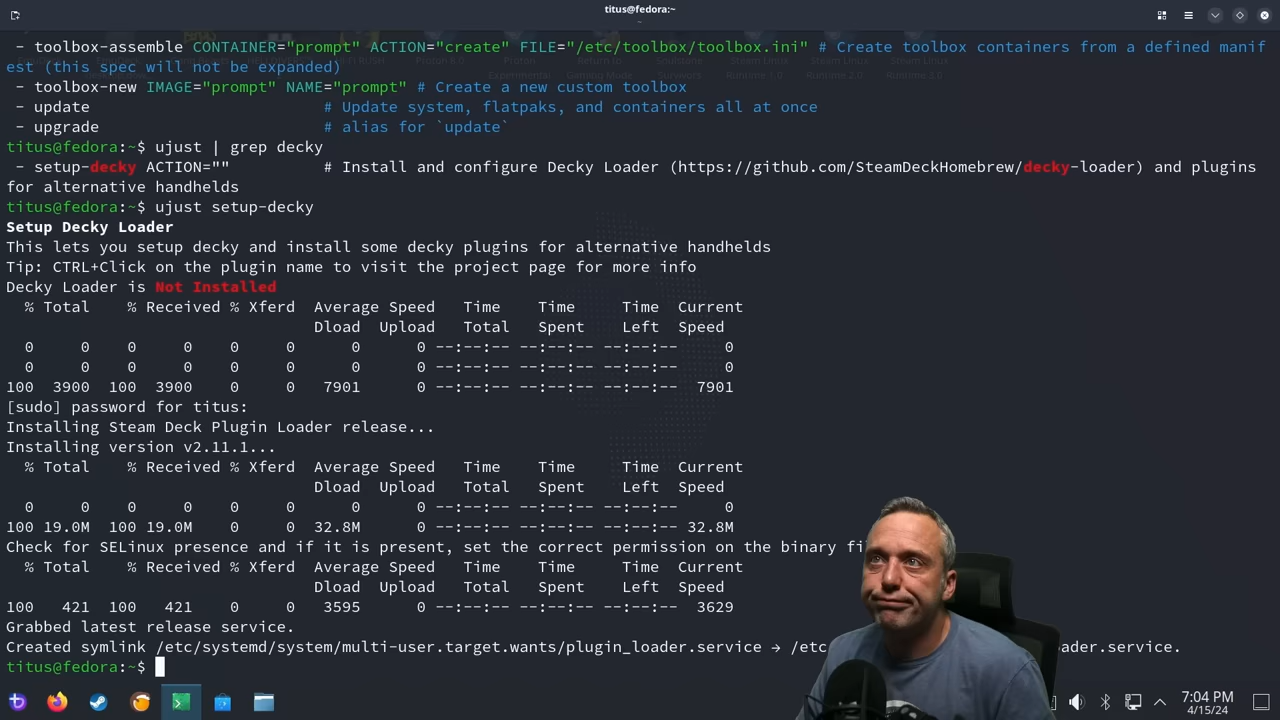 titus@fedora:~
- toolbox-assemble CONTAINER="prompt" ACTION="create" FILE="/etc/toolbox/toolbox.ini" # Create toolbox containers from a defined manif
est (this spec will not be expanded)
- toolbox-new IMAGE="prompt" NAME="prompt" # Create a new custom toolbox
- update # Update system, flatpaks, and containers all at once
- upgrade # alias for `update`
titus@fedora:~$ ujust | grep decky
- setup-decky ACTION="" # Install and configure Decky Loader (https://github.com/SteamDeckHomebrew/decky-loader) and plugins
for alternative handhelds
titus@fedora:~$ ujust setup-decky
Setup Decky Loader
This lets you setup decky and install some decky plugins for alternative handhelds
Tip: CTRL+Click on the plugin name to visit the project page for more info
Decky Loader is Not Installed
% Total % Received % Xferd Average Speed Time Time Time Current
Dload Upload Total Spent Left Speed
0 0 0 0 0 0 0 0 --:--:-- --:--:-- --:--:-- 0
0 0 0 0 0 0 0 0 --:--:-- --:--:-- --:--:-- 0
100 3900 100 3900 0 0 7901 0 --:--:-- --:--:-- --:--:-- 7901
[sudo] password for titus:
Installing Steam Deck Plugin Loader release...
Installing version v2.11.1...
% Total % Received % Xferd Average Speed Time Time Time Current
Dload Upload Total Spent Left Speed
0 0 0 0 0 0 0 0 --:--:-- --:--:-- --:--:-- 0
100 19.0M 100 19.0M 0 0 32.8M 0 --:--:-- --:--:-- --:--:-- 32.8M
Check for SELinux presence and if it is present, set the correct permission on the binary fi
% Total % Received % Xferd Average Speed Time Time Time Current
Dload Upload Total Spent Left Speed
100 421 100 421 0 0 3595 0 --:--:-- --:--:-- --:--:-- 3629
Grabbed latest release service.
Created symlink /etc/systemd/system/multi-user.target.wants/plugin_loader.service → /etc ader.service.
titus@fedora:~$
7:04 PM
4/15/24